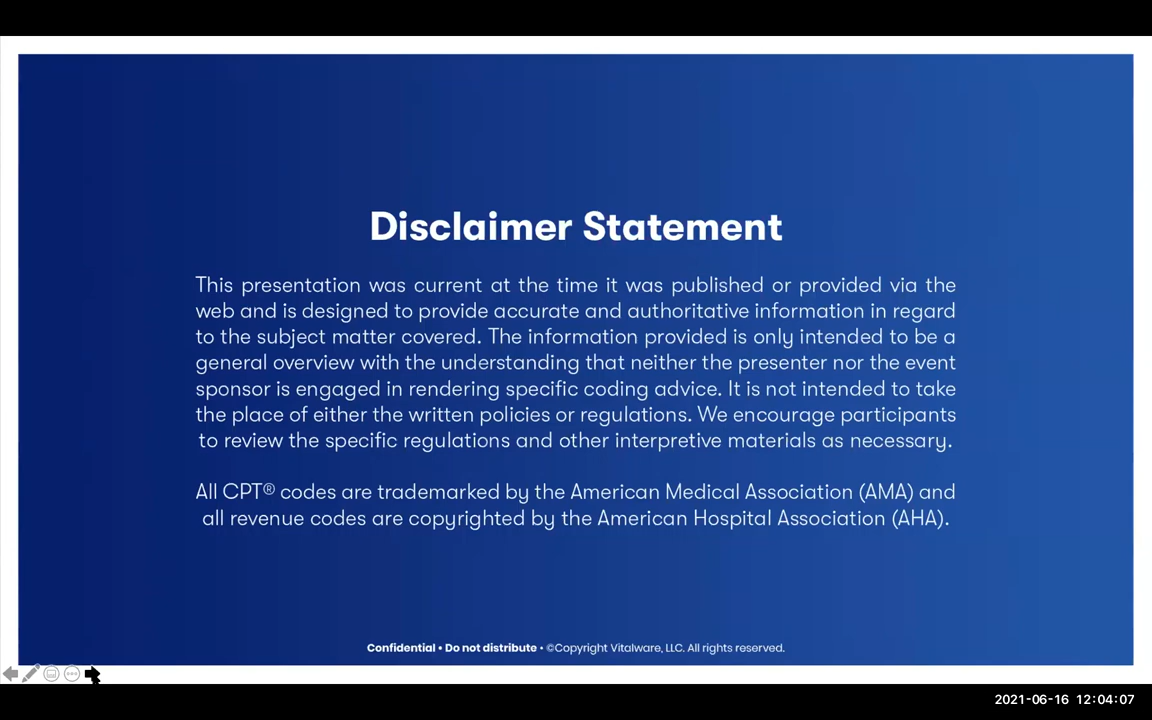 Disclaimer Statement
This presentation was current at the time it was published or provided via the
web and is designed to provide accurate and authoritative information in regard
to the subject matter covered. The information provided is only intended to be a
general overview with the understanding that neither the presenter nor the event
sponsor is engaged in rendering specific coding advice. It is not intended to take
the place of either the written policies or regulations. We encourage participants
to review the specific regulations and other interpretive materials as necessary.
All CPT® codes are trademarked by the American Medical Association (AMA) and
all revenue codes are copyrighted by the American Hospital Association (AHA).
Confidential • Do not distribute • ©Copyright Vitalware, LLC. All rights reserved.
2021-06-16 12:04:07